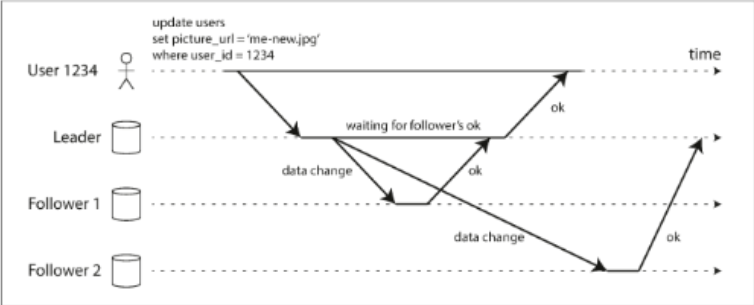 update users
set picture_url = 'me-new.jpg'
where user_id = 1234
time
User 1234
ok
waiting for follower's ok
Leader
data change
ok
Follower 1
data change
ok
Follower 2